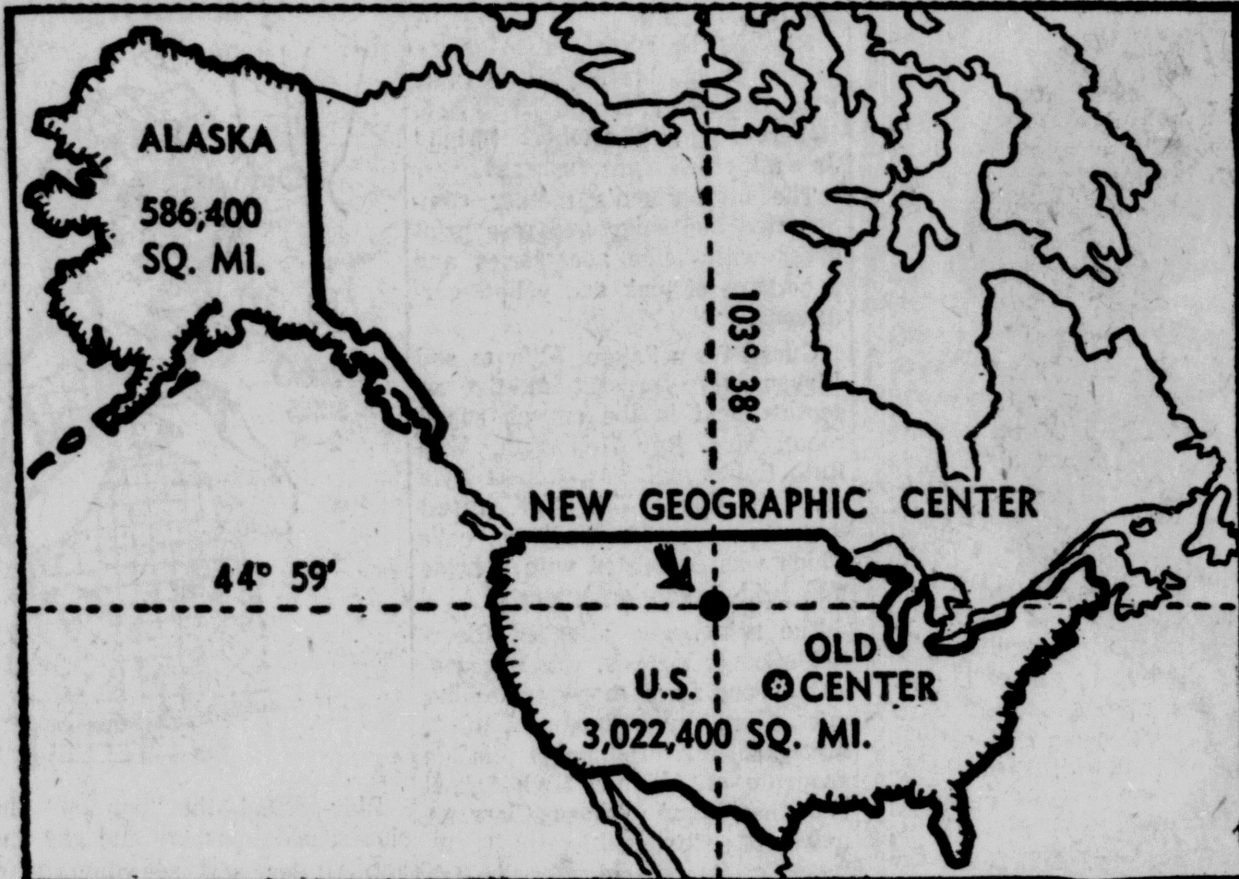 ALASKA
586,400
SQ. MI.
103° 38'
NEW GEOGRAPHIC CENTER
44° 59'
OLD
CENTER
U.S.
3,022,400 SQ. MI.